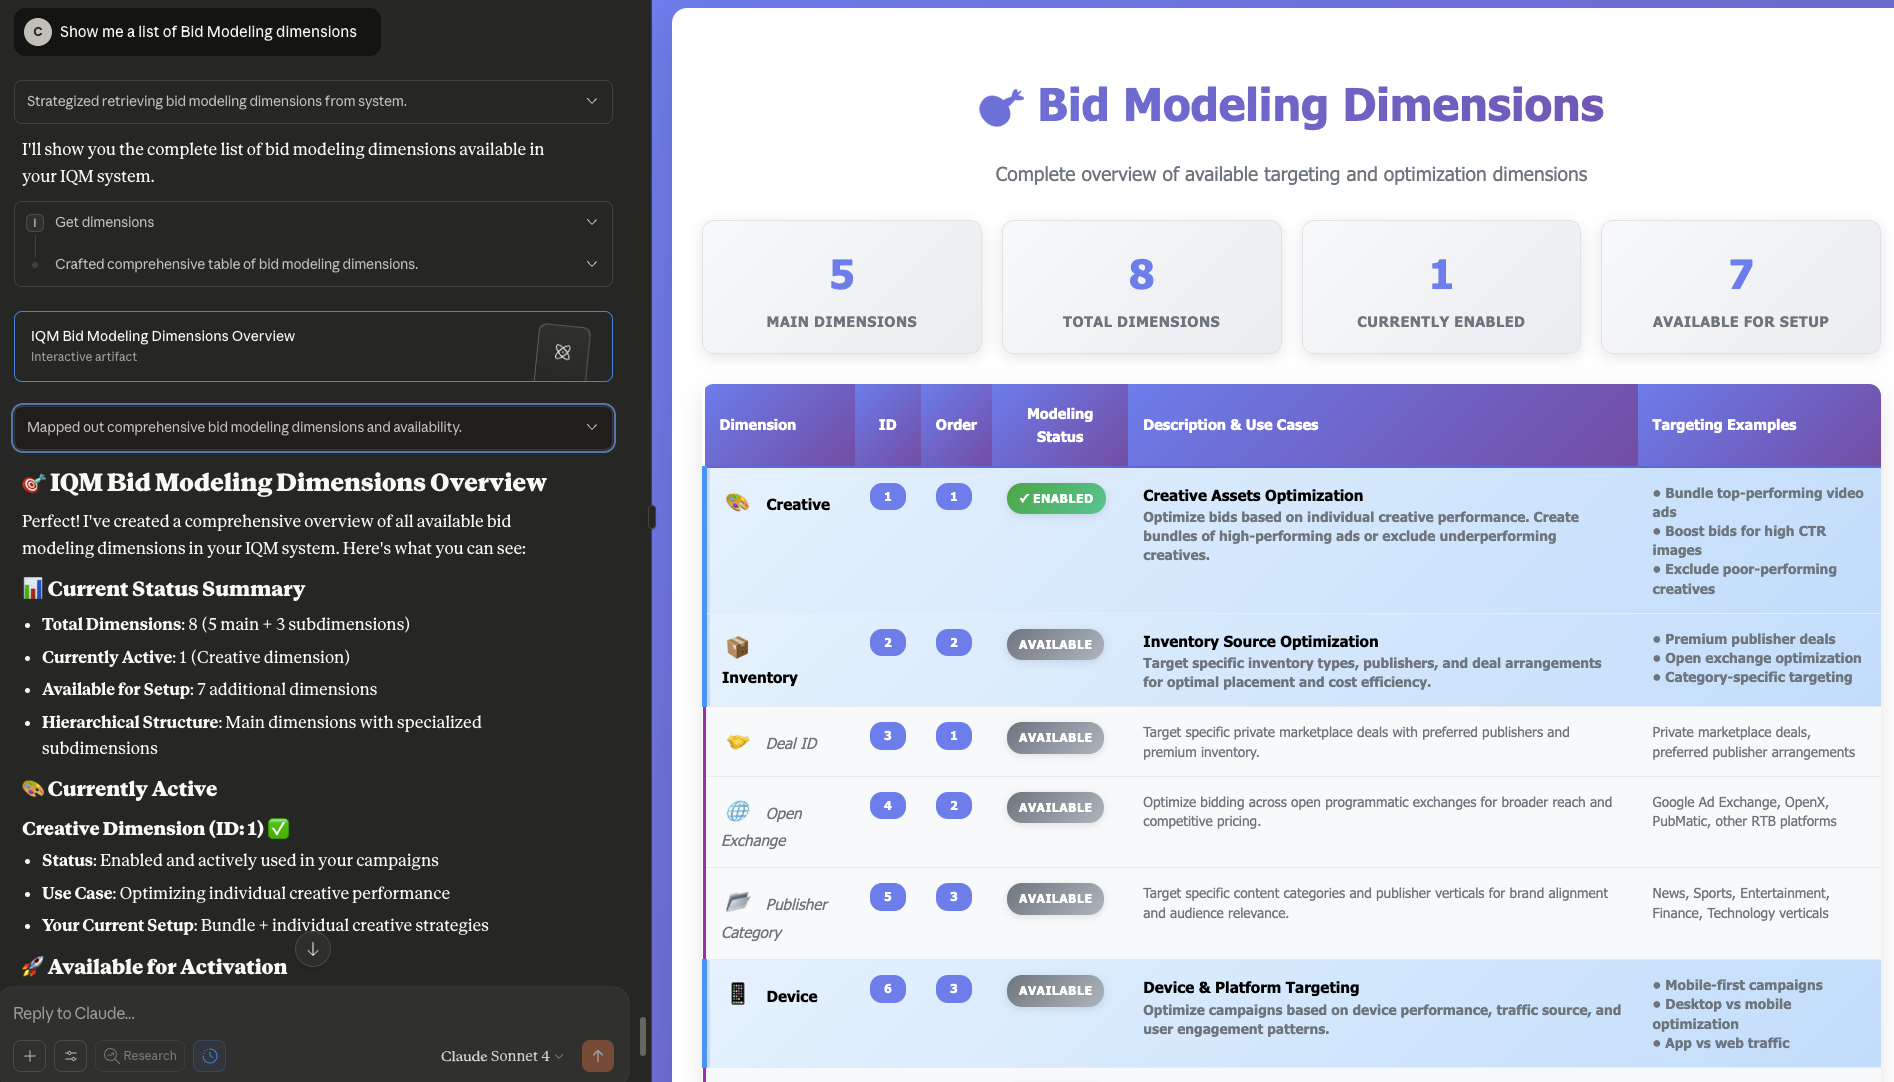 C Show me a list of Bid Modeling dimensions
Strategized retrieving bid modeling dimensions from system.
I'll show you the complete list of bid modeling dimensions available in
your IQM system.
I Get dimensions
Crafted comprehensive table of bid modeling dimensions.
IQM Bid Modeling Dimensions Overview
Interactive artifact
Mapped out comprehensive bid modeling dimensions and availability.
🎯 IQM Bid Modeling Dimensions Overview
Perfect! I've created a comprehensive overview of all available bid
modeling dimensions in your IQM system. Here's what you can see:
📊 Current Status Summary
• Total Dimensions: 8 (5 main + 3 subdimensions)
• Currently Active: 1 (Creative dimension)
• Available for Setup: 7 additional dimensions
• Hierarchical Structure: Main dimensions with specialized
subdimensions
🎨 Currently Active
Creative Dimension (ID: 1) ✅
• Status: Enabled and actively used in your campaigns
• Use Case: Optimizing individual creative performance
• Your Current Setup: Bundle + individual creative strategies
🚀 Available for Activation
Reply to Claude...
Research
Claude Sonnet 4
Bid Modeling Dimensions
Complete overview of available targeting and optimization dimensions
5
MAIN DIMENSIONS
8
TOTAL DIMENSIONS
1
CURRENTLY ENABLED
7
AVAILABLE FOR SETUP
Dimension
ID
Order
Modeling
Status
Description & Use Cases
Targeting Examples
Creative
1
1
✓ ENABLED
Creative Assets Optimization
Optimize bids based on individual creative performance. Create
bundles of high-performing ads or exclude underperforming
creatives.
• Bundle top-performing video
ads
• Boost bids for high CTR
images
• Exclude poor-performing
creatives
Inventory
2
2
AVAILABLE
Inventory Source Optimization
Target specific inventory types, publishers, and deal arrangements
for optimal placement and cost efficiency.
• Premium publisher deals
• Open exchange optimization
• Category-specific targeting
Deal ID
3
1
AVAILABLE
Target specific private marketplace deals with preferred publishers and
premium inventory.
Private marketplace deals,
preferred publisher arrangements
Open
Exchange
4
2
AVAILABLE
Optimize bidding across open programmatic exchanges for broader reach and
competitive pricing.
Google Ad Exchange, OpenX,
PubMatic, other RTB platforms
Publisher
Category
5
3
AVAILABLE
Target specific content categories and publisher verticals for brand alignment
and audience relevance.
News, Sports, Entertainment,
Finance, Technology verticals
Device
6
3
AVAILABLE
Device & Platform Targeting
Optimize campaigns based on device performance, traffic source, and
user engagement patterns.
• Mobile-first campaigns
• Desktop vs mobile
optimization
• App vs web traffic